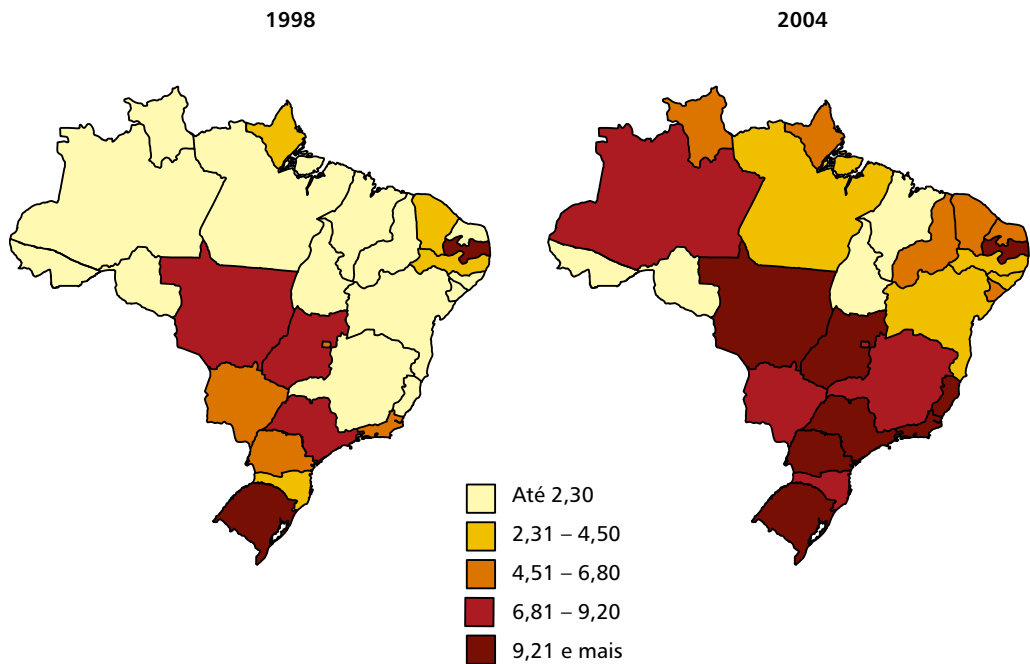 1998
2004
Até 2,30
2,31 – 4,50
4,51 – 6,80
6,81 – 9,20
9,21 e mais